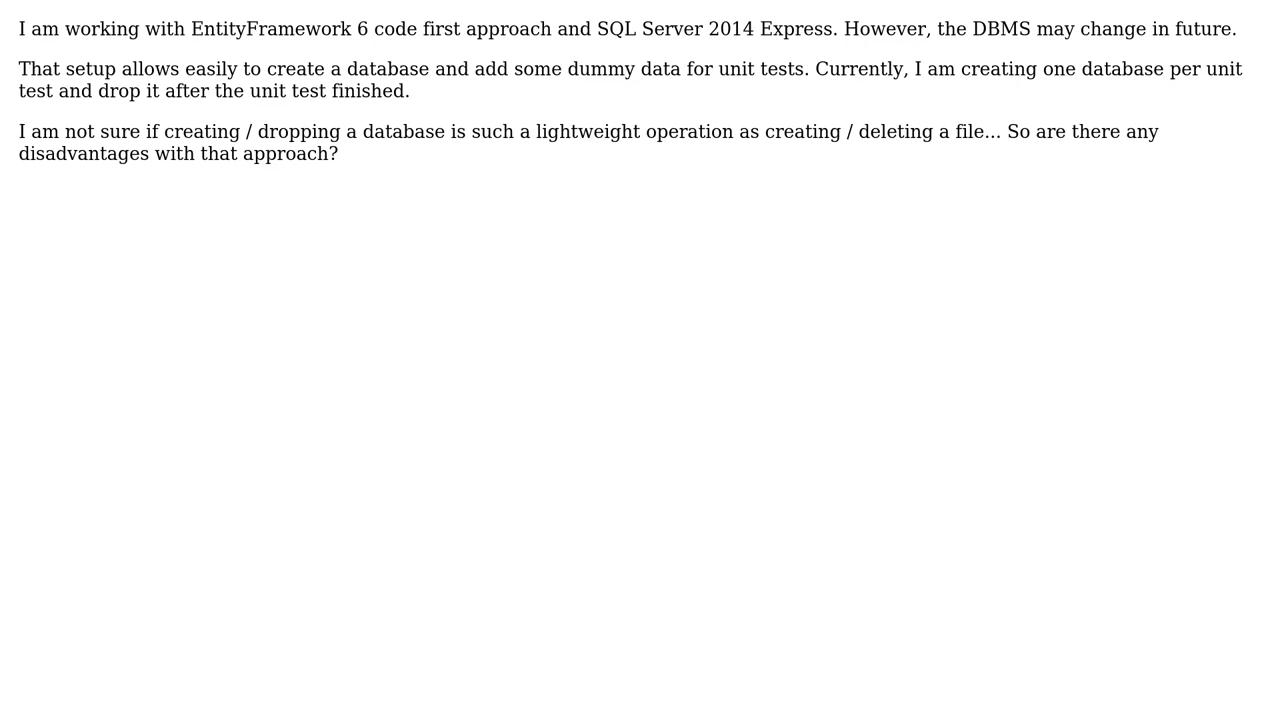 I am working with EntityFramework 6 code first approach and SQL Server 2014 Express. However, the DBMS may change in future.
That setup allows easily to create a database and add some dummy data for unit tests. Currently, I am creating one database per unit
test and drop it after the unit test finished.
I am not sure if creating / dropping a database is such a lightweight operation as creating / deleting a file... So are there any
disadvantages with that approach?